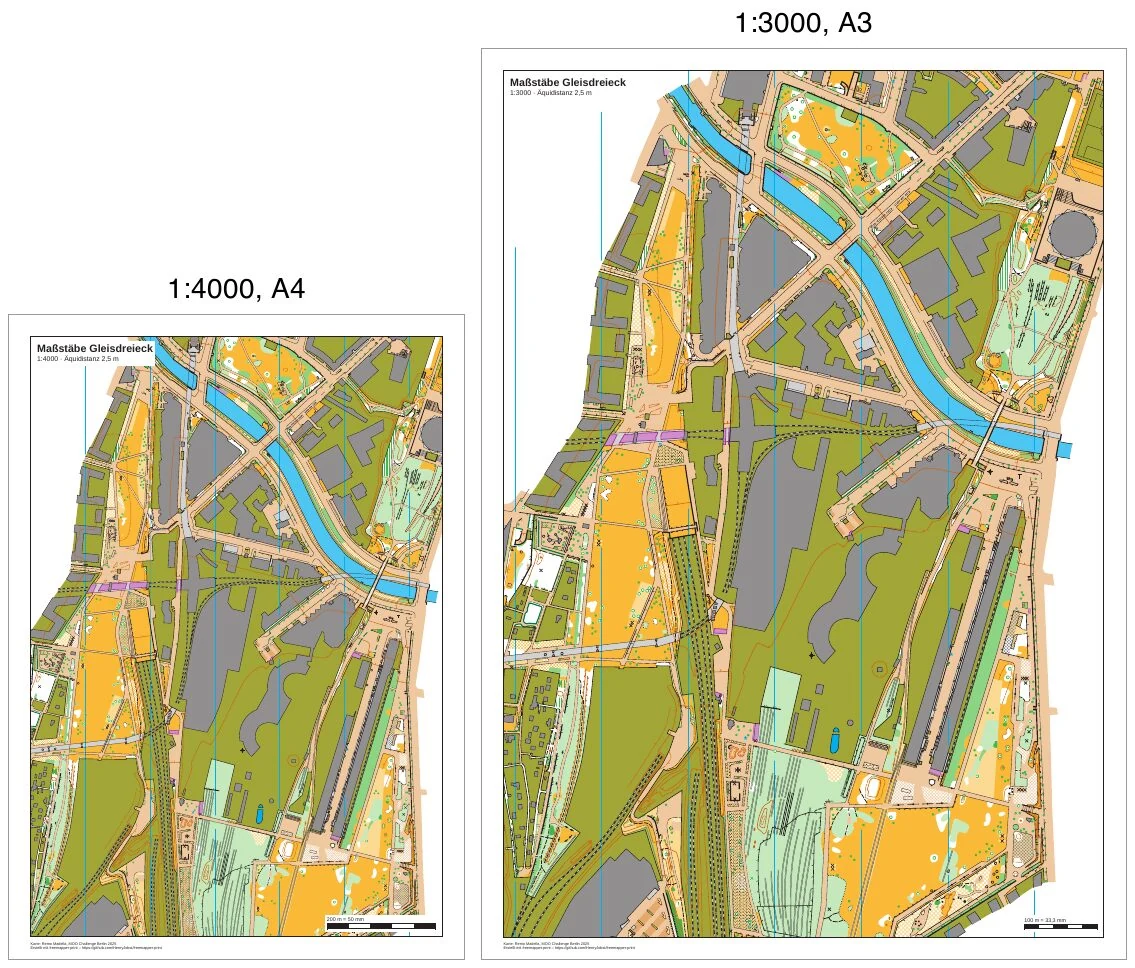 1:3000, A3
Maßstäbe Gleisdreieck
1:3000 - Äquidistanz 2,5 m
1:4000, A4
Maßstäbe Gleisdreieck
1:4000 - Äquidistanz 2,5 m
200 m = 50 mm
100 m = 33,3 mm